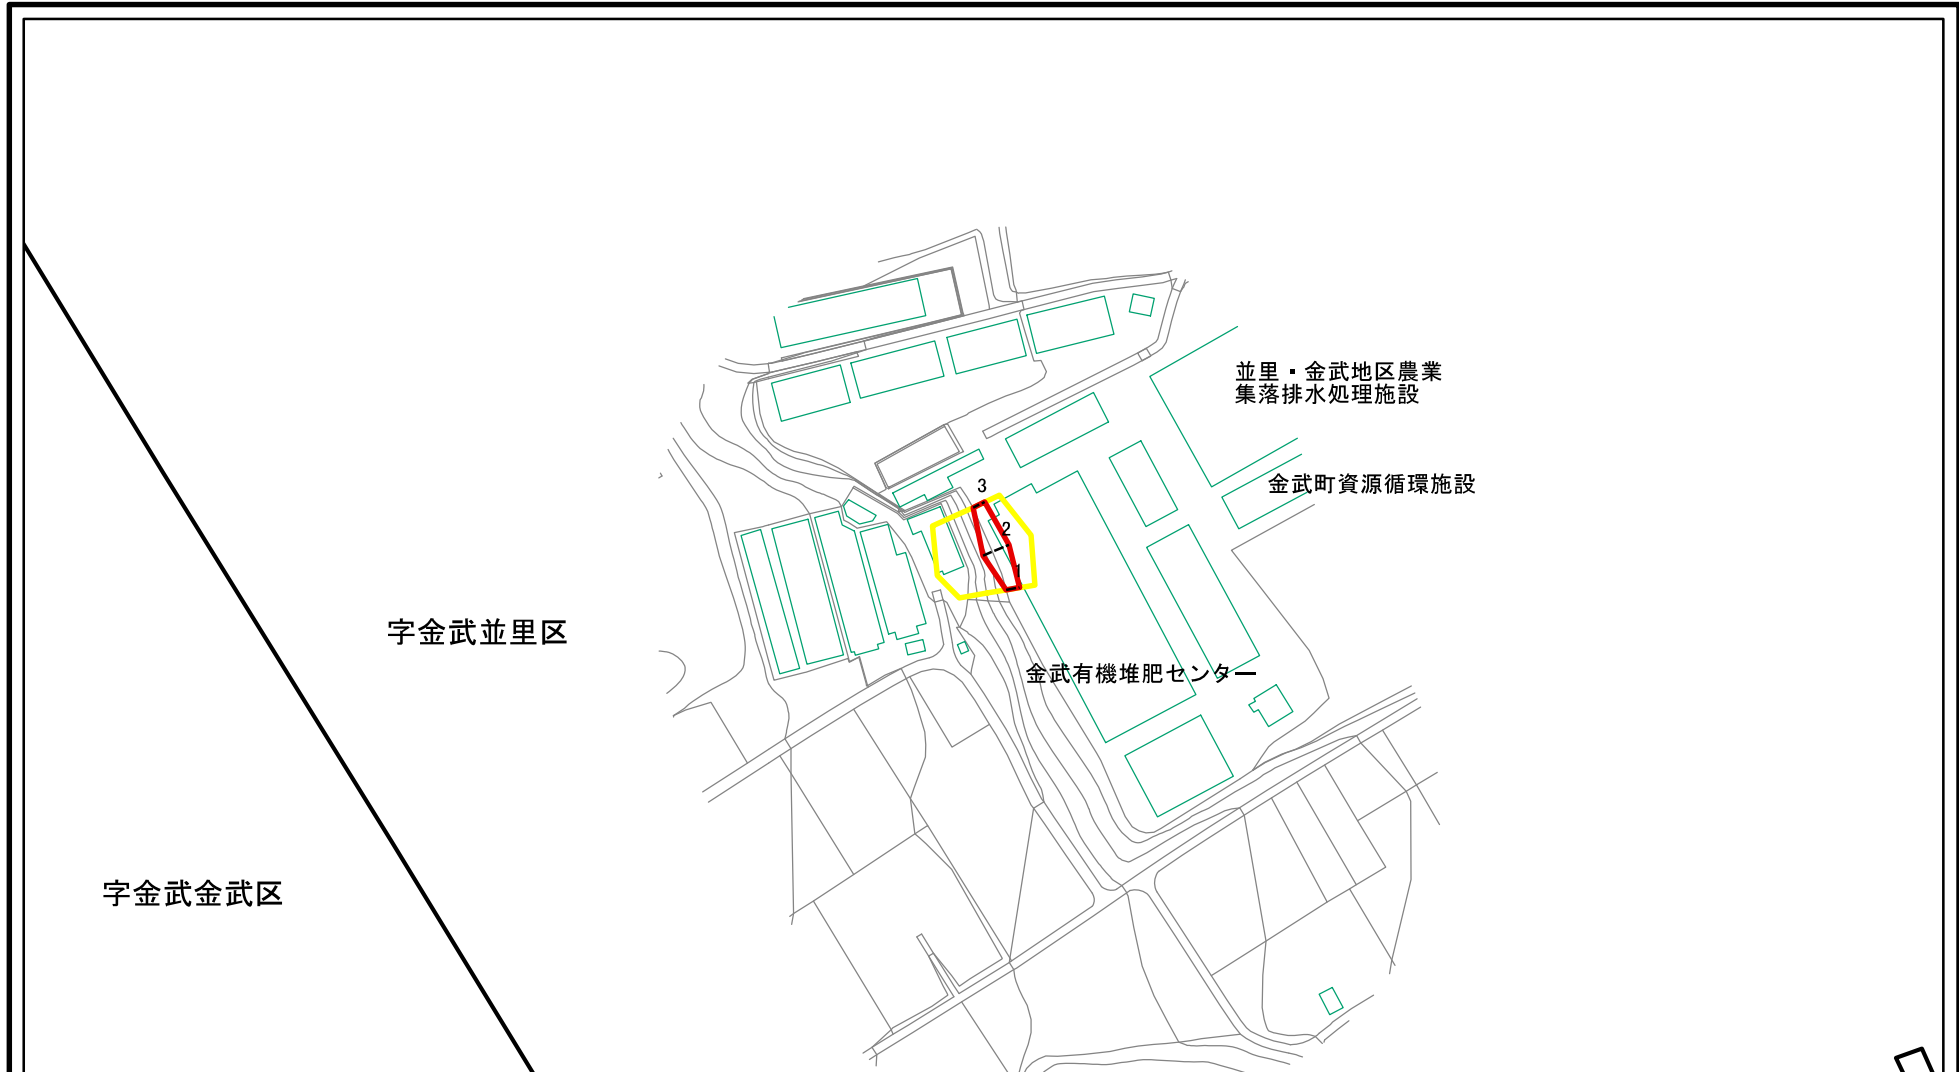 並里・金武地区農業
集落排水処理施設
金武町資源循環施設
3
2
1
字金武並里区
金武有機堆肥センター
字金武金武区